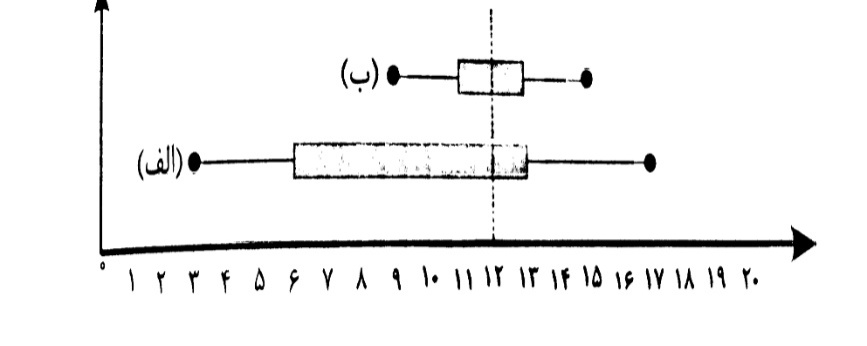 (ب)
(الف)
۰ ۱ ۲ ۳ ۴ ۵ ۶ ۷ ۸ ۹ ۱۰ ۱۱ ۱۲ ۱۳ ۱۴ ۱۵ ۱۶ ۱۷ ۱۸ ۱۹ ۲۰